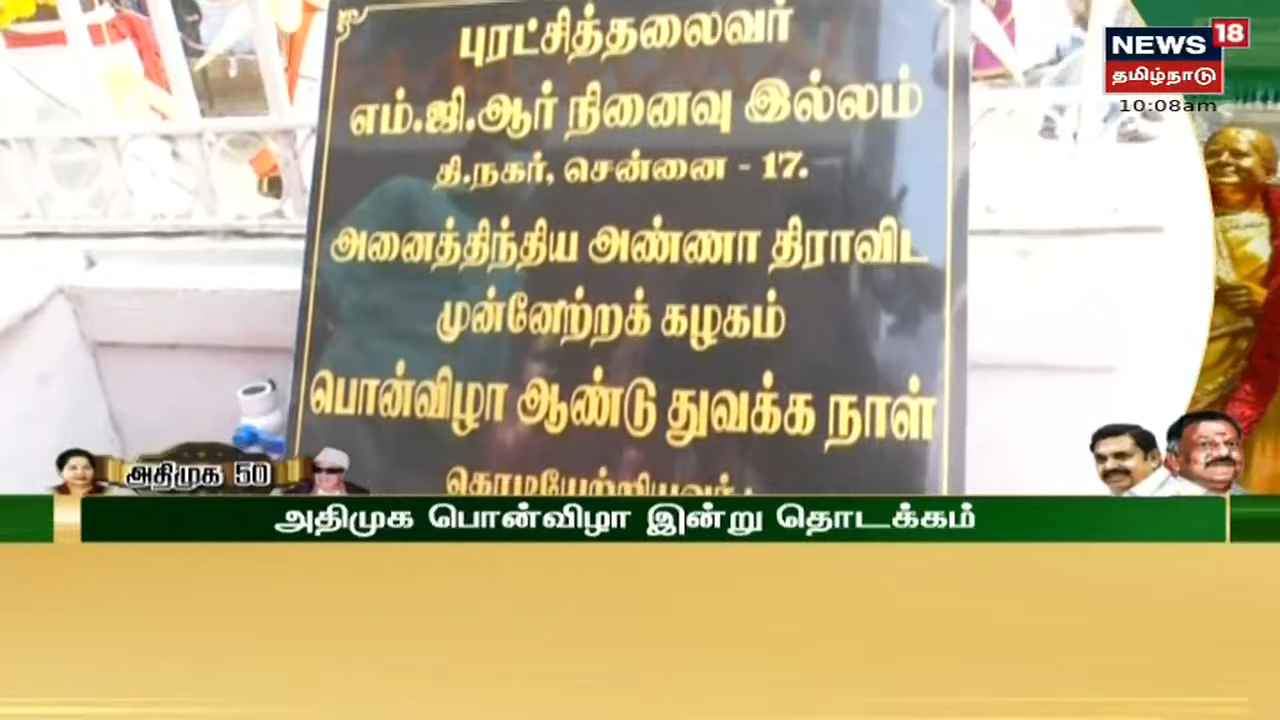 புரட்சித்தலைவர்
எம்.ஜி.ஆர் நினைவு இல்லம்
தி.நகர், சென்னை - 17.
அனைத்திந்திய அண்ணா திராவிட
முன்னேற்றக் கழகம்
பொன்விழா ஆண்டு துவக்க நாள்
NEWS 18
தமிழ்நாடு
10:08am
அதிமுக 50
அதிமுக பொன்விழா இன்று தொடக்கம்